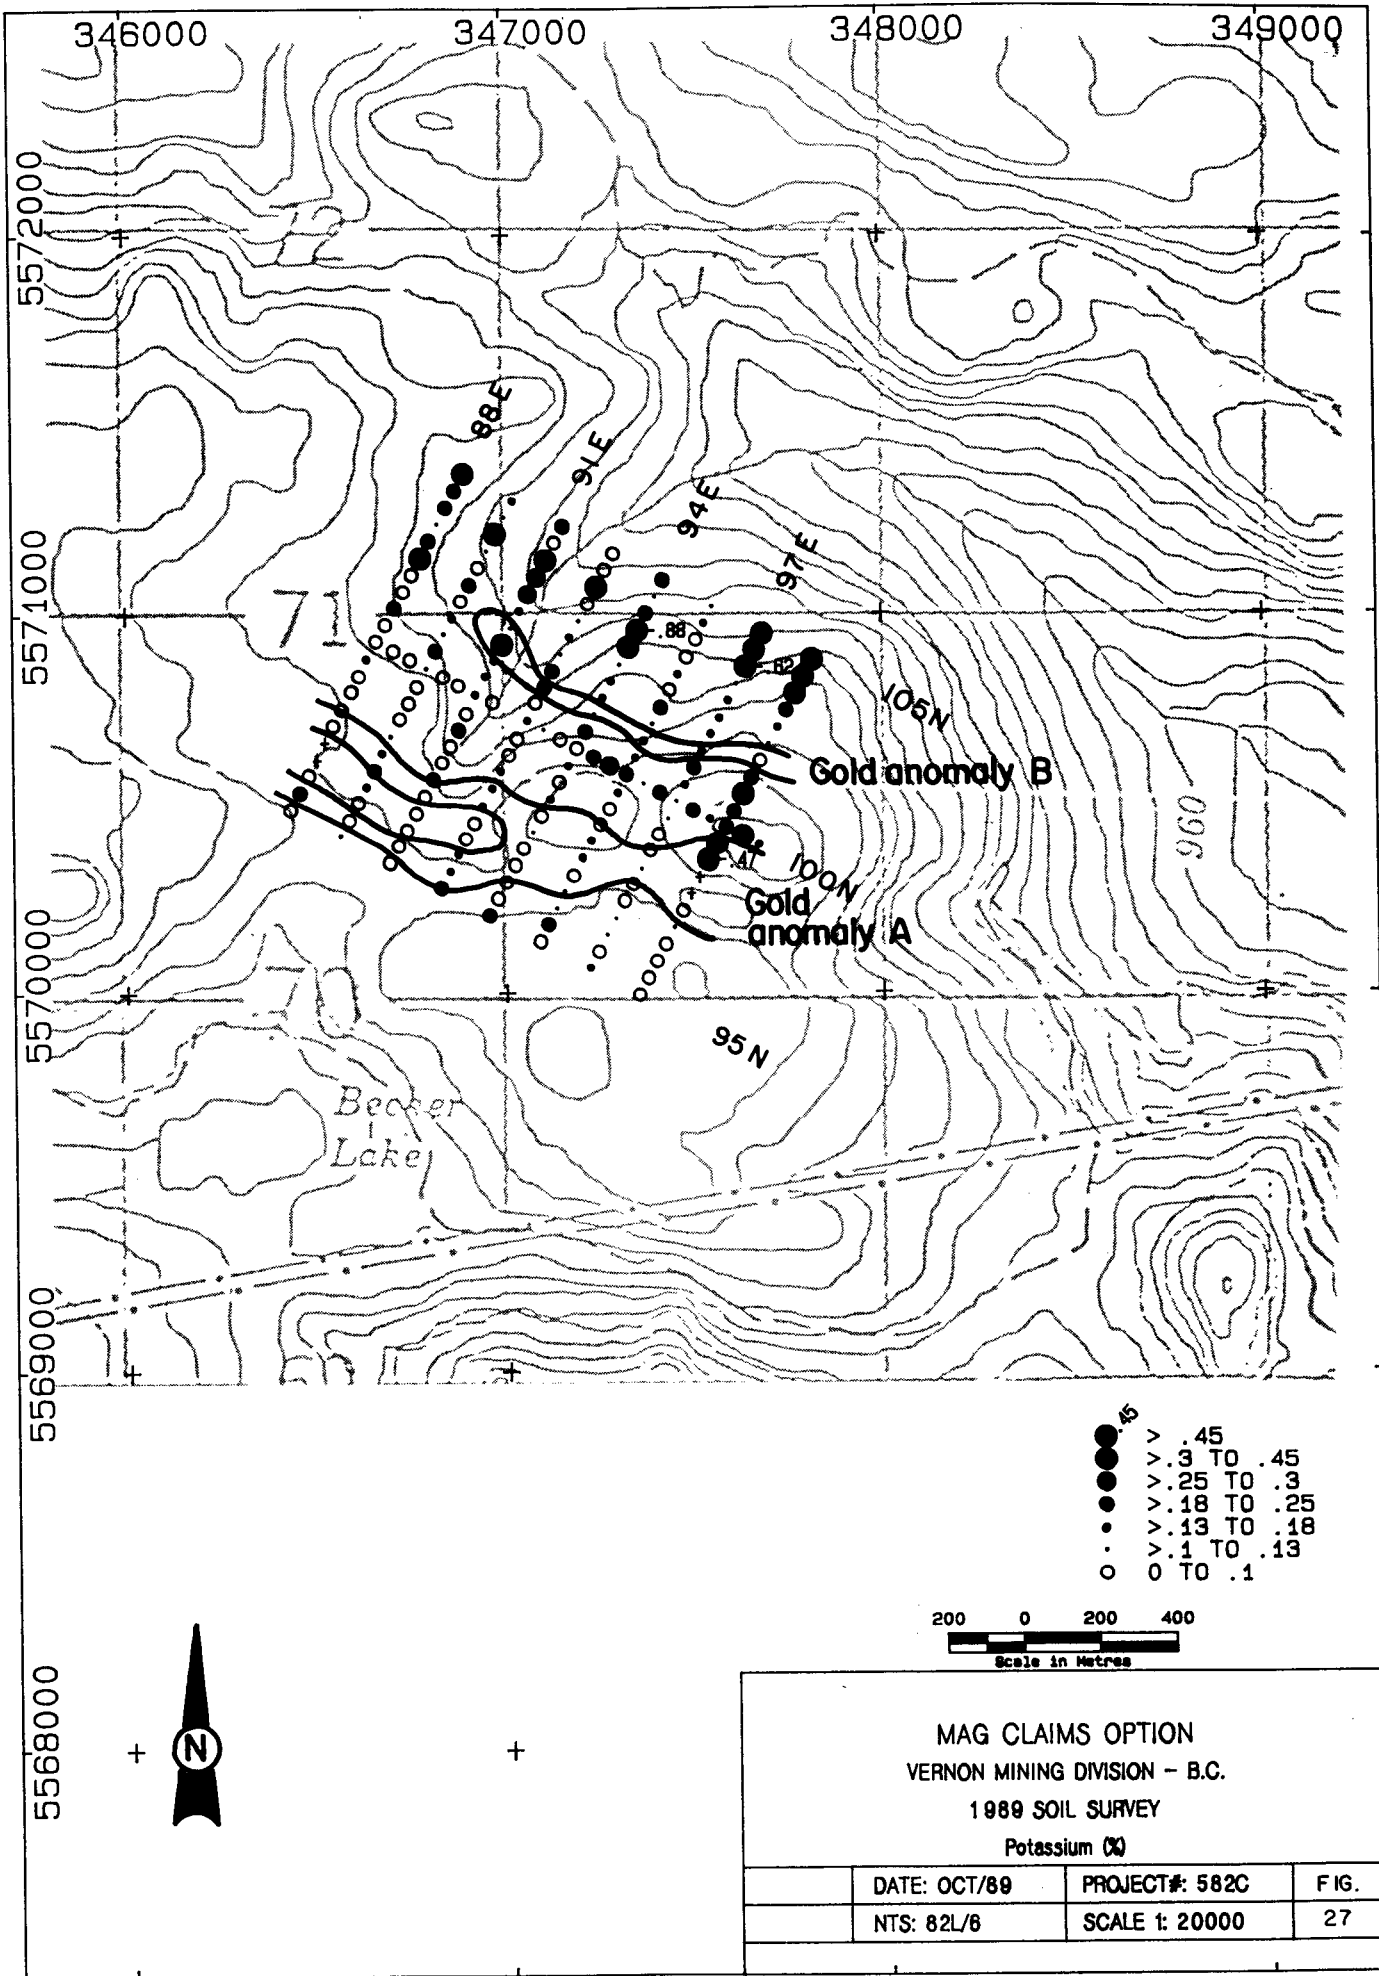 346000
347000
348000
349000
5572000
72
88E
91E
94E
5571000
97E
71
.88
.62
105N
Gold anomaly B
960
.47
100N
Gold
anomaly A
5570000
70
95N
Becker
Lake
5569000
69
.45
> .45
>.3 TO .45
>.25 TO .3
>.18 TO .25
>.13 TO .18
>.1 TO .13
0 TO .1
200 0 200 400
Scale in Metres
N
5568000
MAG CLAIMS OPTION
VERNON MINING DIVISION - B.C.
1989 SOIL SURVEY
Potassium (%)
DATE: OCT/89 PROJECT#: 582C FIG.
NTS: 82L/6 SCALE 1: 20000 27